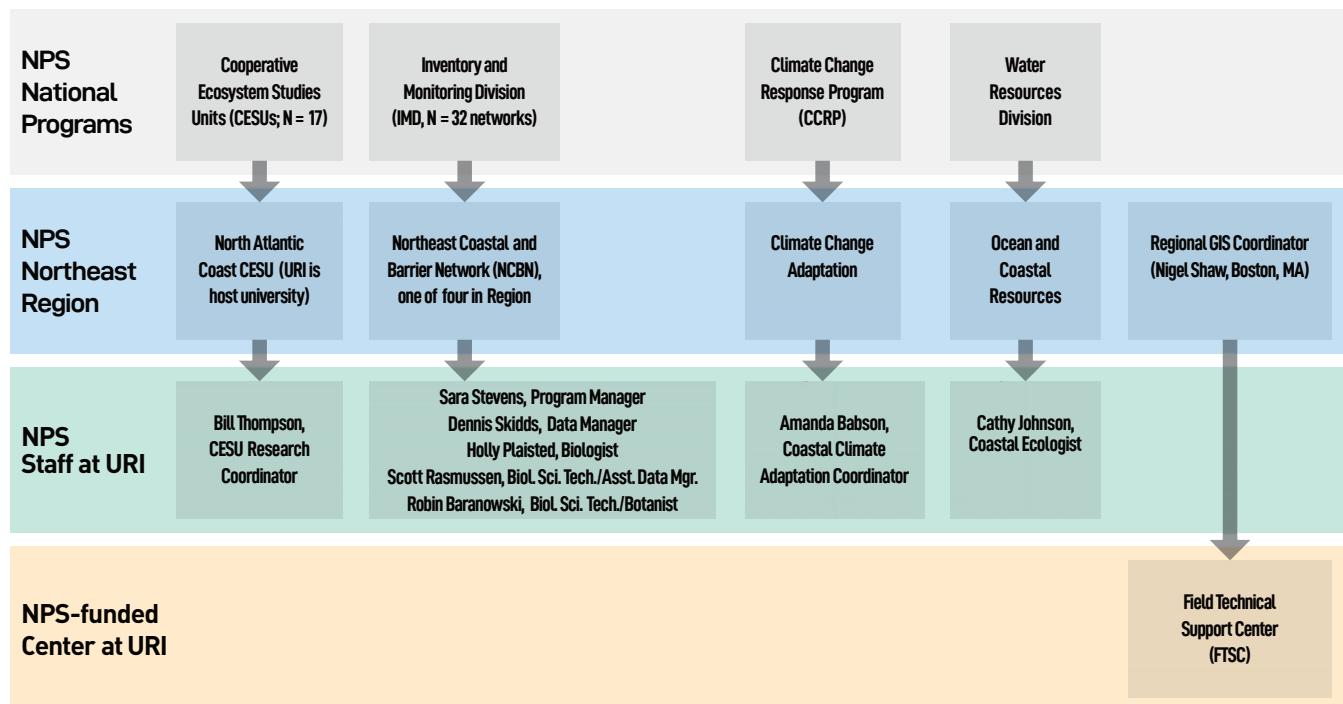 NPS
National
Programs
Cooperative
Ecosystem Studies
Units (CESUs; N = 17)
Inventory and
Monitoring Division
(IMD, N = 32 networks)
Climate Change
Response Program
(CCRP)
Water
Resources
Division
NPS
Northeast
Region
North Atlantic
Coast CESU (URI is
host university)
Northeast Coastal and
Barrier Network (NCBN),
one of four in Region
Climate Change
Adaptation
Ocean and
Coastal
Resources
Regional GIS Coordinator
(Nigel Shaw, Boston, MA)
NPS
Staff at URI
Bill Thompson,
CESU Research
Coordinator
Sara Stevens, Program Manager
Dennis Skidds, Data Manager
Holly Plaisted, Biologist
Scott Rasmussen, Biol. Sci. Tech./Asst. Data Mgr.
Robin Baranowski, Biol. Sci. Tech./Botanist
Amanda Babson,
Coastal Climate
Adaptation Coordinator
Cathy Johnson,
Coastal Ecologist
NPS-funded
Center at URI
Field Technical
Support Center
(FTSC)